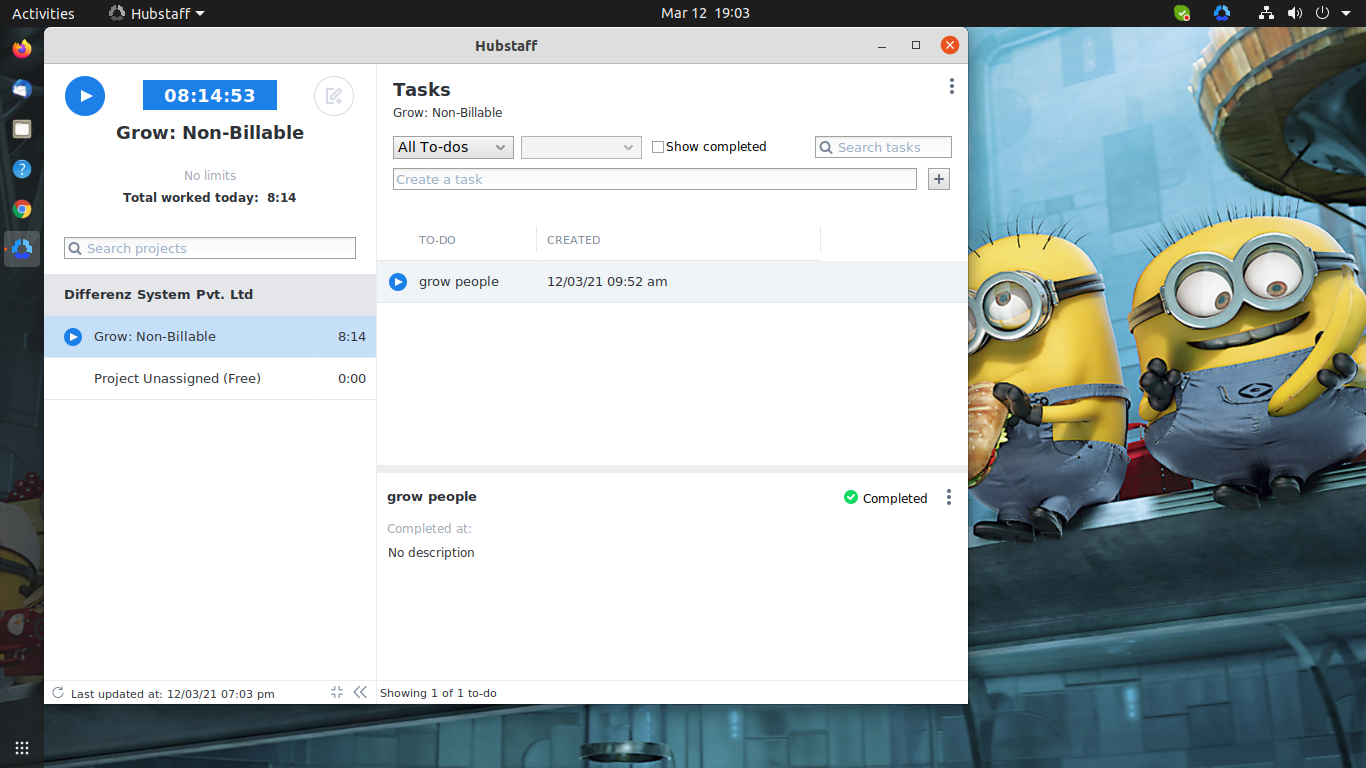 Activities
Hubstaff
Mar 12 19:03
Hubstaff
08:14:53
Grow: Non-Billable
No limits
Total worked today: 8:14
Search projects
Differenz System Pvt. Ltd
Grow: Non-Billable 8:14
Project Unassigned (Free) 0:00
Last updated at: 12/03/21 07:03 pm
Tasks
Grow: Non-Billable
All To-dos
Show completed
Search tasks
Create a task
+
TO-DO CREATED
grow people 12/03/21 09:52 am
grow people
Completed
Completed at:
No description
Showing 1 of 1 to-do